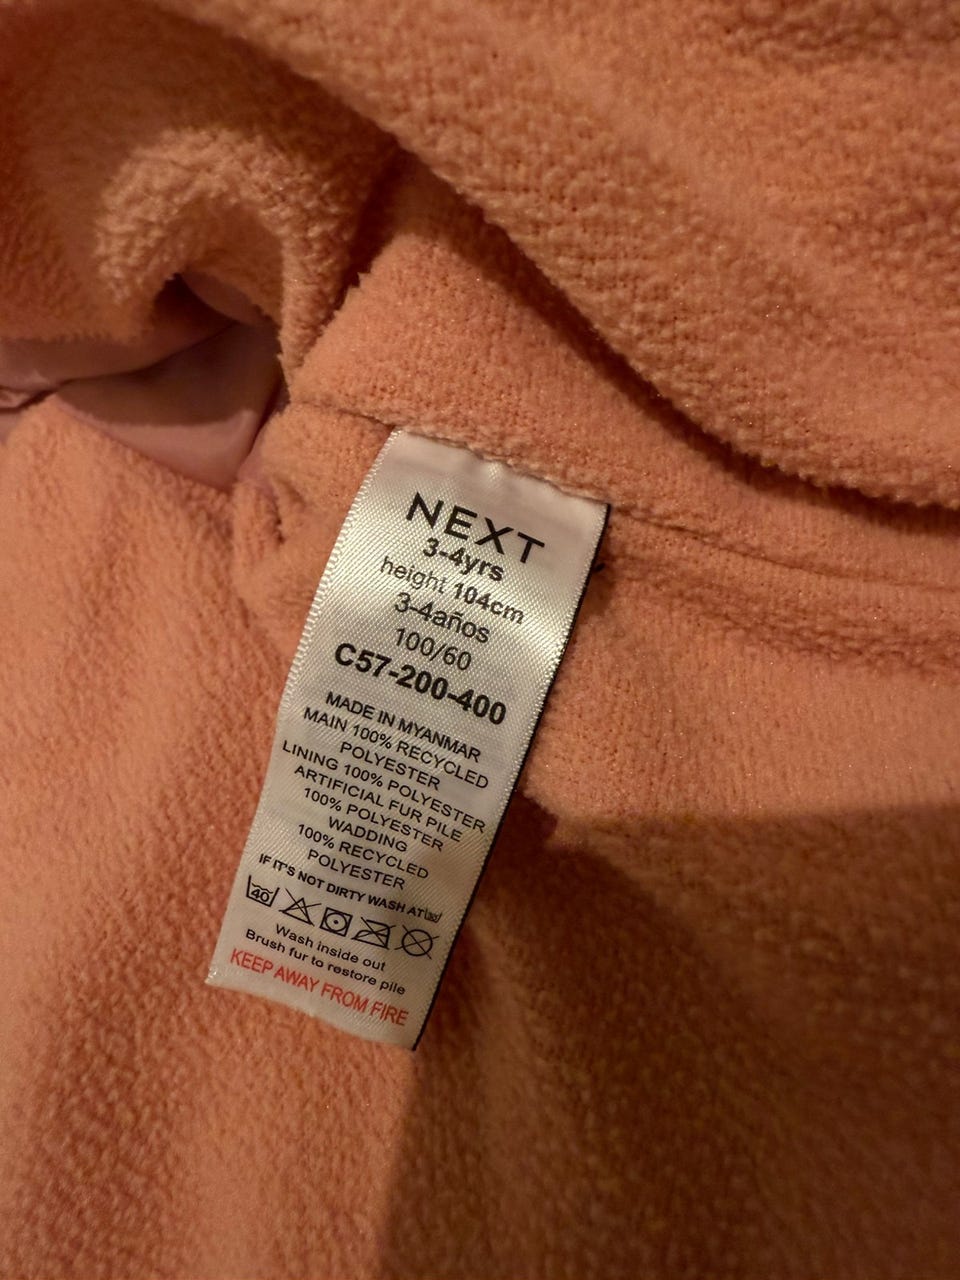 NEXT
3-4yrs
height 104cm
3-4años
100/60
C57-200-400
MADE IN MYANMAR
MAIN 100% RECYCLED
POLYESTER
LINING 100% POLYESTER
ARTIFICIAL FUR PILE
100% POLYESTER
WADDING
100% RECYCLED
POLYESTER
IF IT'S NOT DIRTY WASH AT 30
40
Wash inside out
Brush fur to restore pile
KEEP AWAY FROM FIRE